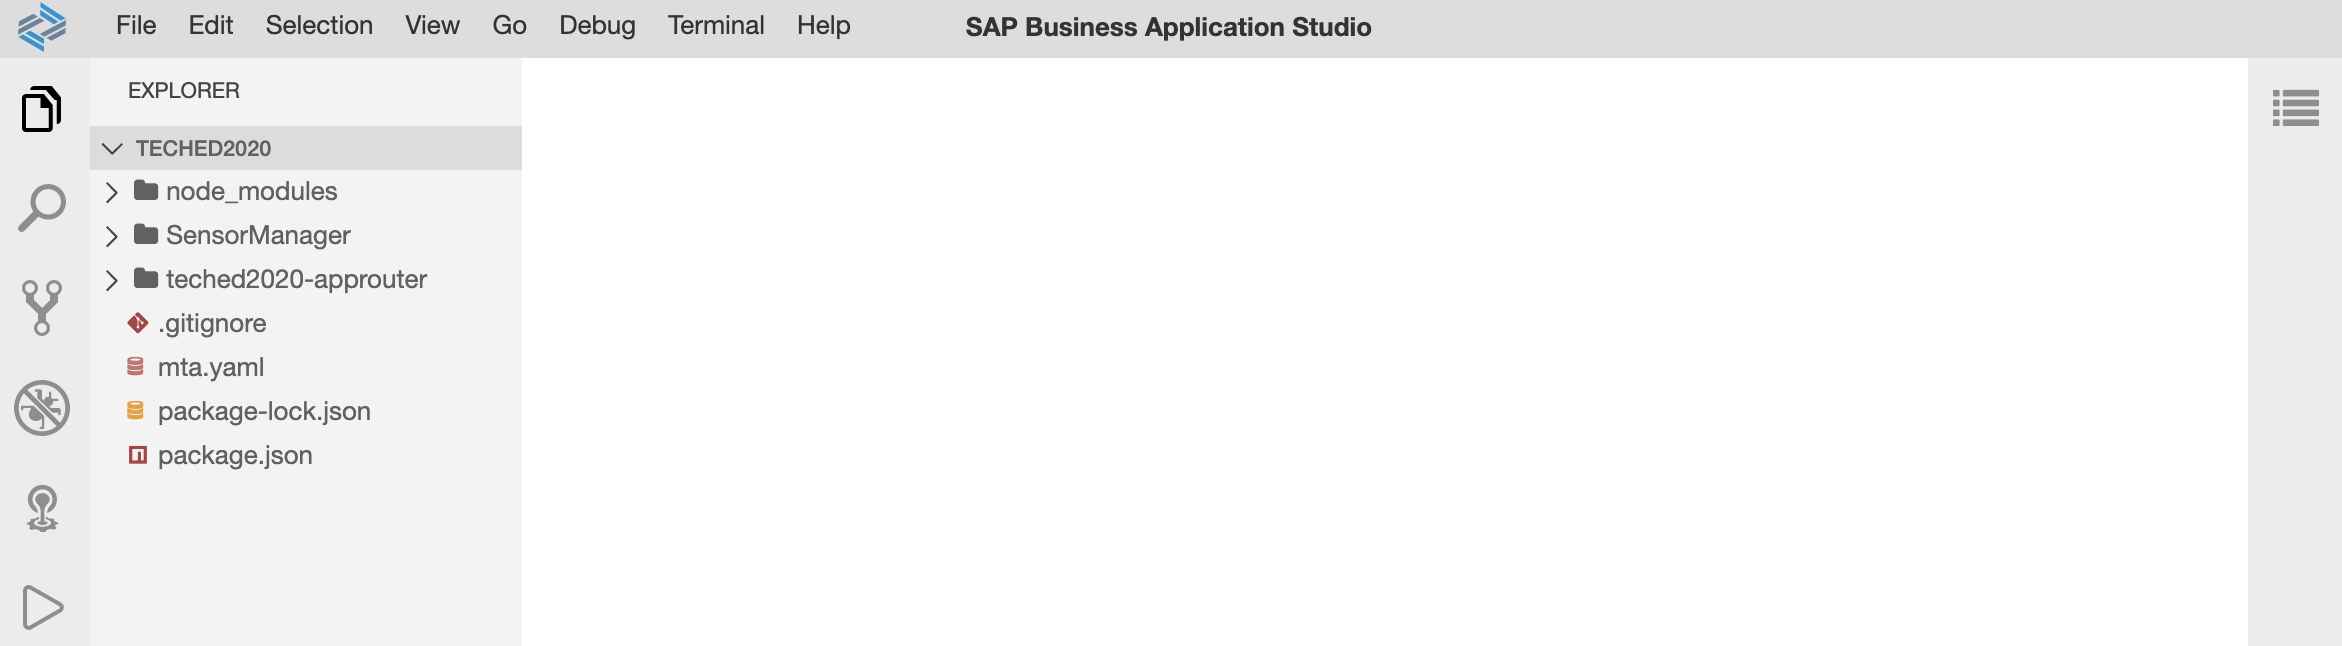 File Edit Selection View Go Debug Terminal Help SAP Business Application Studio
EXPLORER
TECHED2020
node_modules
SensorManager
teched2020-approuter
.gitignore
mta.yaml
package-lock.json
package.json